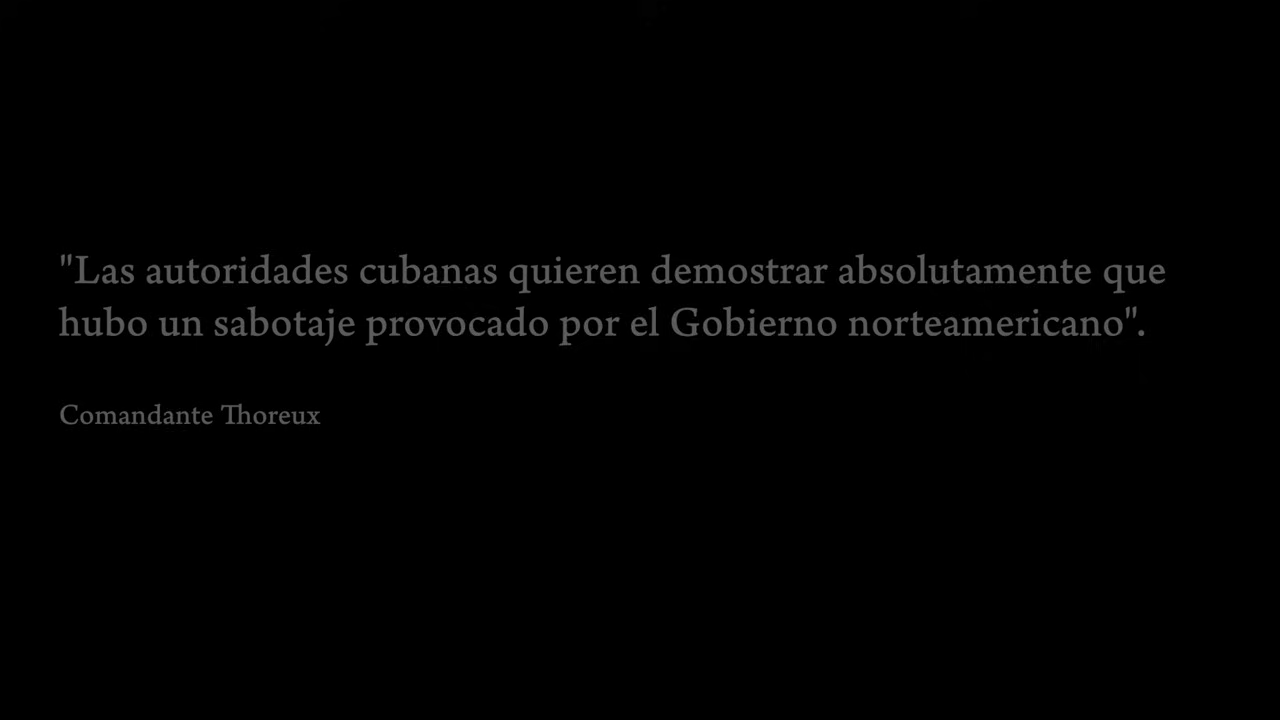 "Las autoridades cubanas quieren demostrar absolutamente que
hubo un sabotaje provocado por el Gobierno norteamericano".
Comandante Thoreux